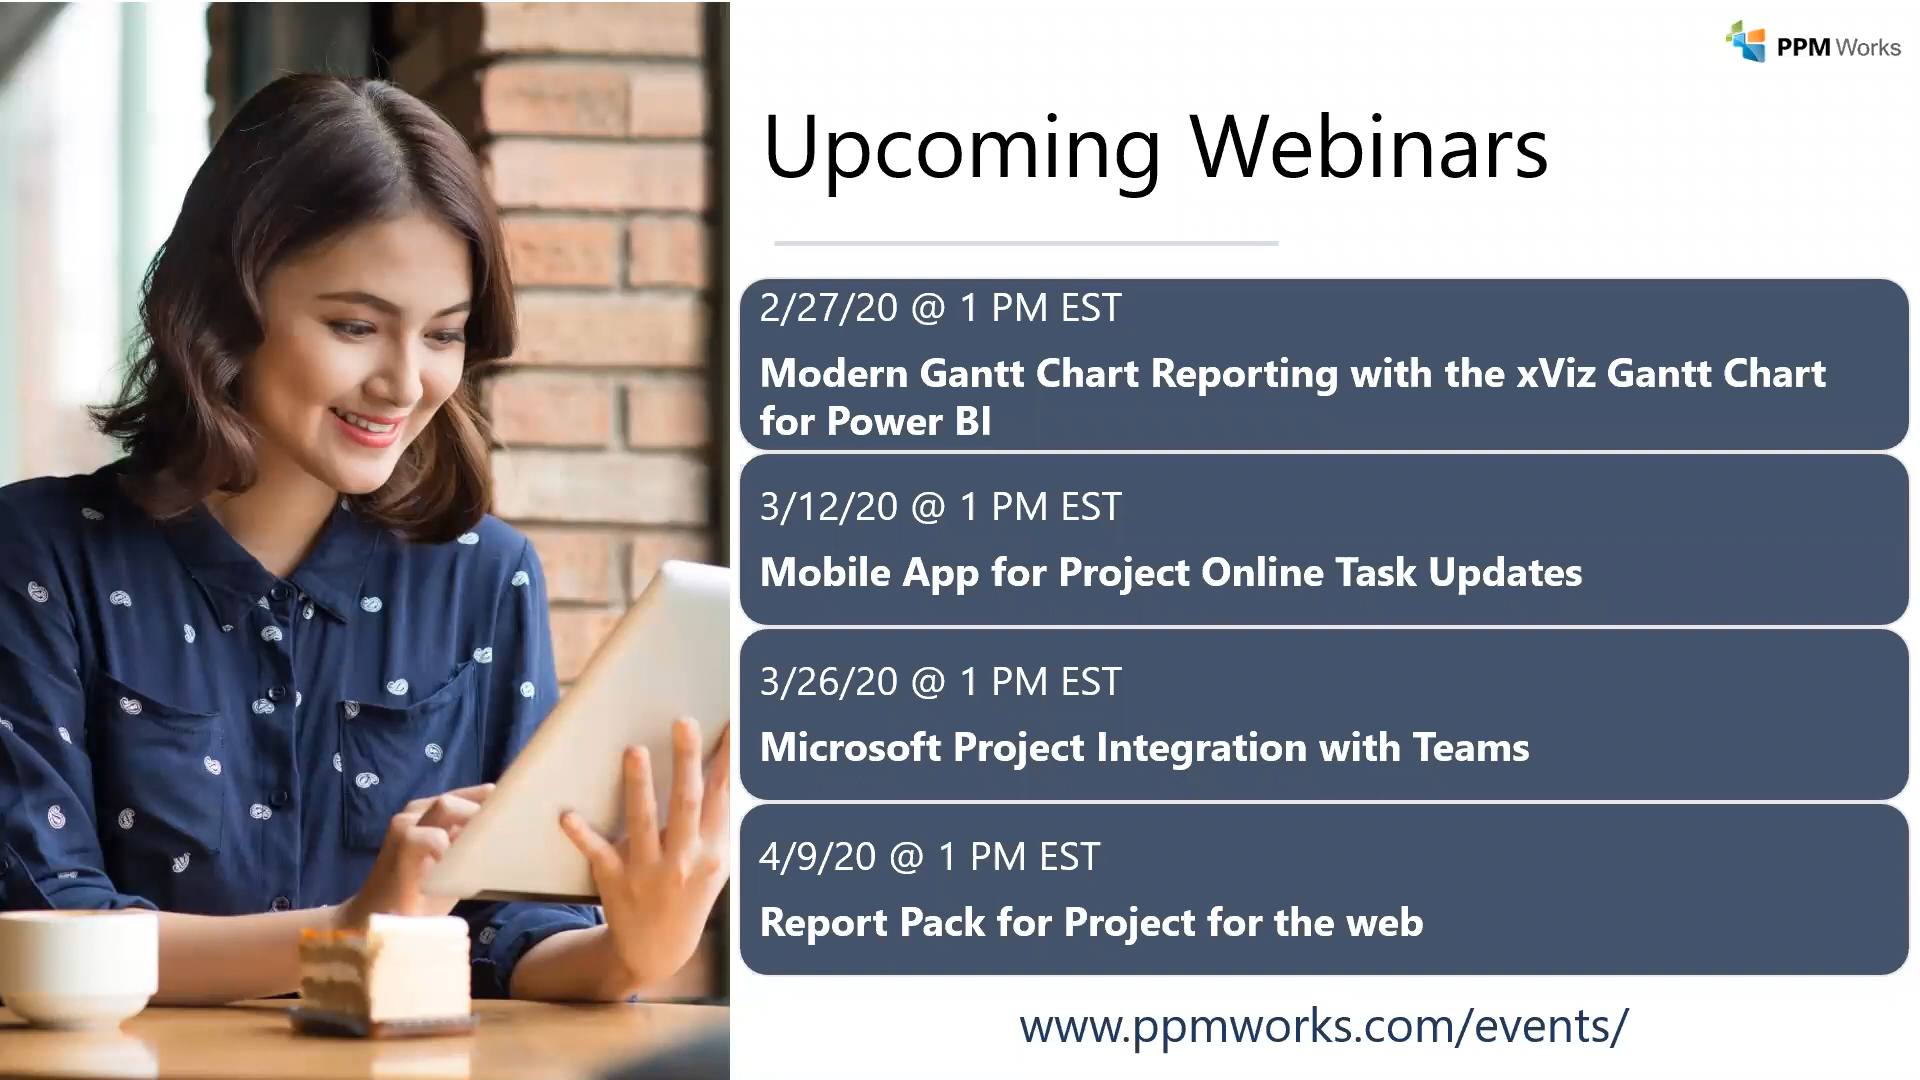 PPM Works
Upcoming Webinars
2/27/20 @ 1 PM EST
Modern Gantt Chart Reporting with the xViz Gantt Chart
for Power BI
3/12/20 @ 1 PM EST
Mobile App for Project Online Task Updates
3/26/20 @ 1 PM EST
Microsoft Project Integration with Teams
4/9/20 @ 1 PM EST
Report Pack for Project for the web
www.ppmworks.com/events/